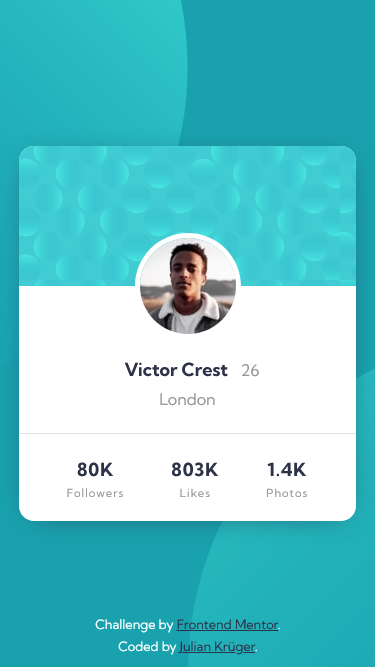 Victor Crest 26
London
80K 803K 1.4K
Followers Likes Photos
Challenge by Frontend Mentor.
Coded by Julian Krüger.